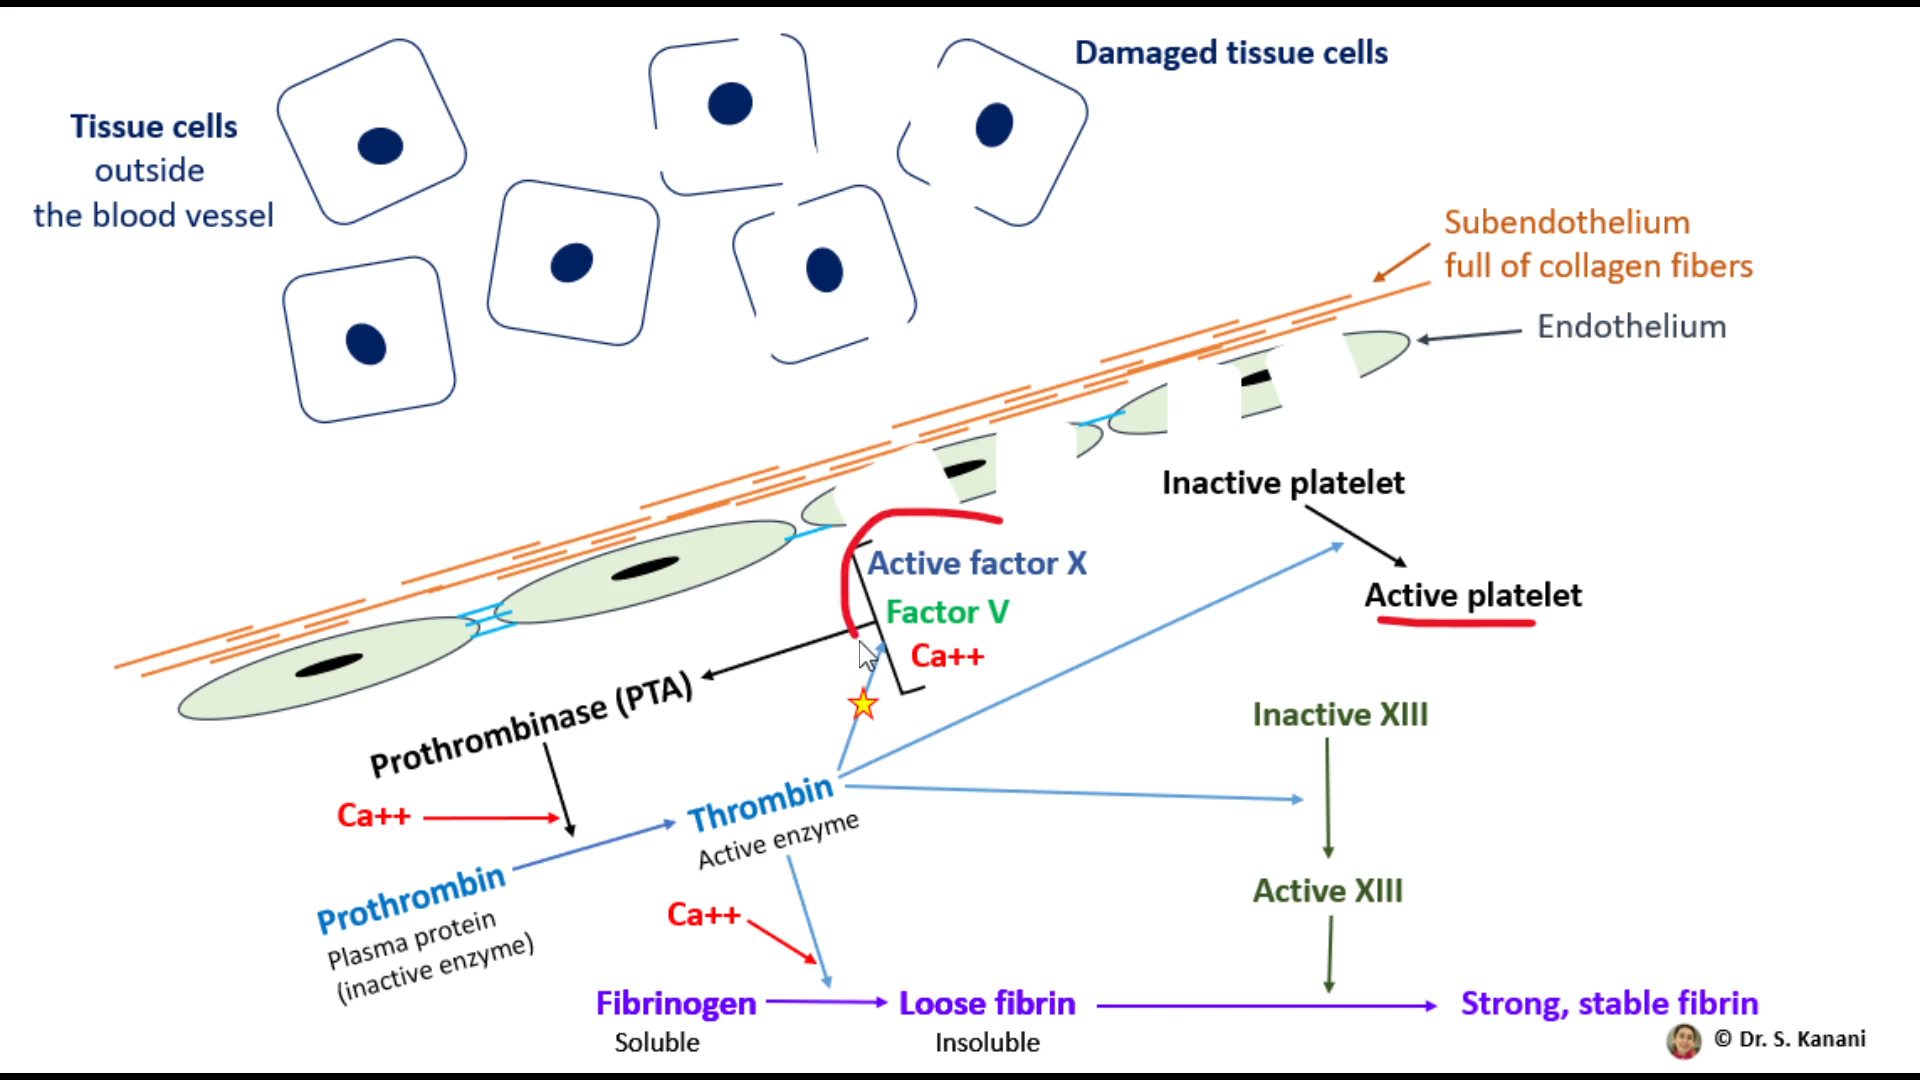 Damaged tissue cells
Tissue cells
outside
the blood vessel
Subendothelium
full of collagen fibers
Endothelium
Inactive platelet
Active platelet
Active factor X
Factor V
Ca++
Prothrombinase (PTA)
Ca++
Prothrombin
Plasma protein
(inactive enzyme)
Thrombin
Active enzyme
Ca++
Inactive XIII
Active XIII
Fibrinogen
Soluble
Loose fibrin
Insoluble
Strong, stable fibrin
© Dr. S. Kanani